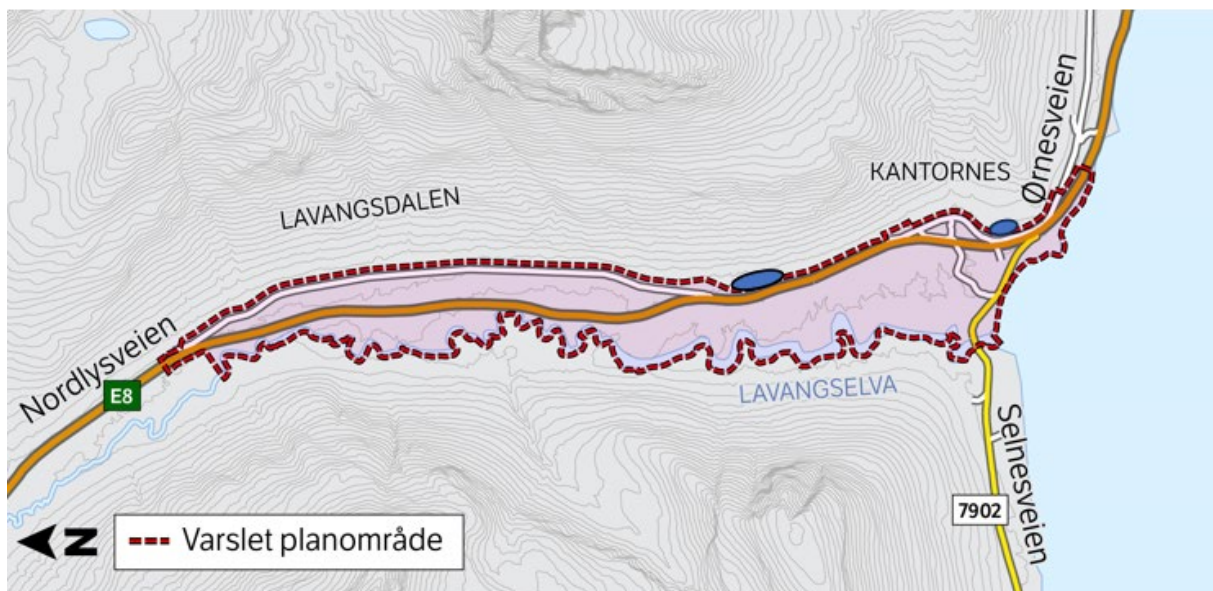 Ørnesveien
KANTORNES
LAVANGSDALEN
Nordlysveien
E8
LAVANGSELVA
Selnesveien
7902
N
Varslet planområde